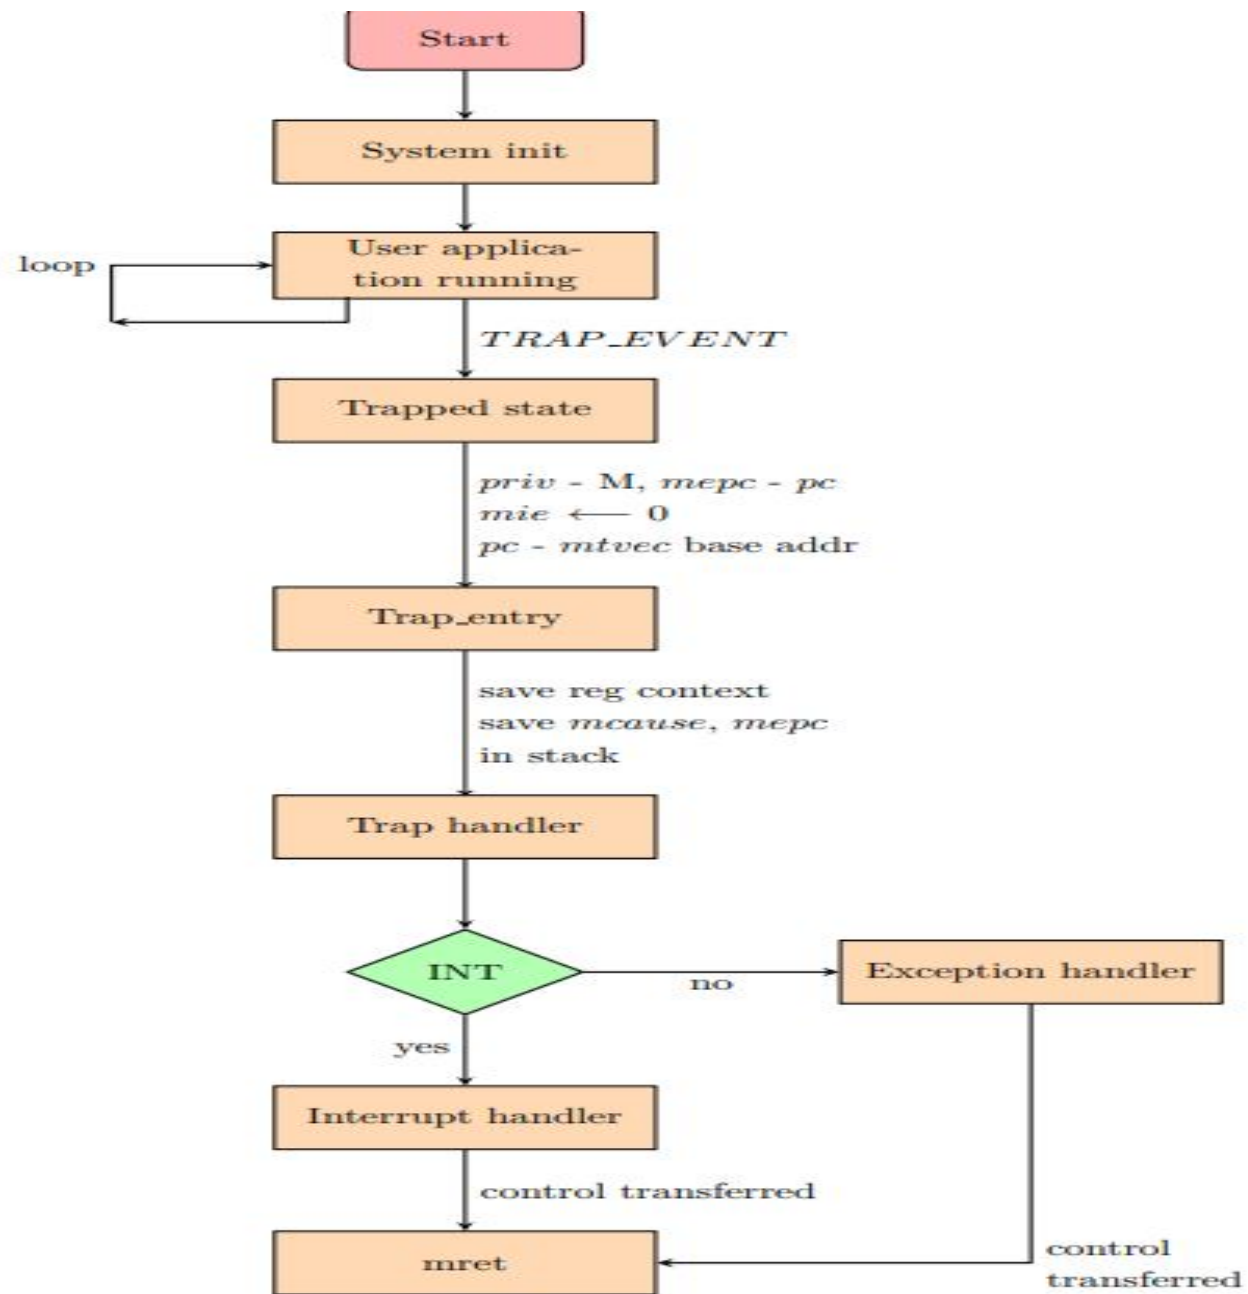 Start
System init
User applica-
tion running
loop
TRAP_EVENT
Trapped state
priv - M, mepc - pc
mie ⟵ 0
pc - mtvec base addr
Trap_entry
save reg context
save mcause, mepc
in stack
Trap handler
INT
no
Exception handler
yes
Interrupt handler
control transferred
mret
control
transferred